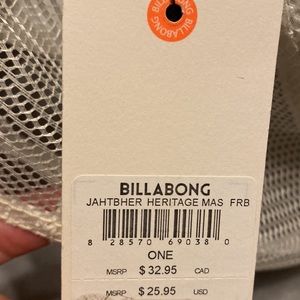 BILLABONG
BILLABONG
JAHTBHER HERITAGE MAS FRB
8 28570 69038 0
ONE
MSRP $ 32.95 CAD
MSRP $ 25.95 USD